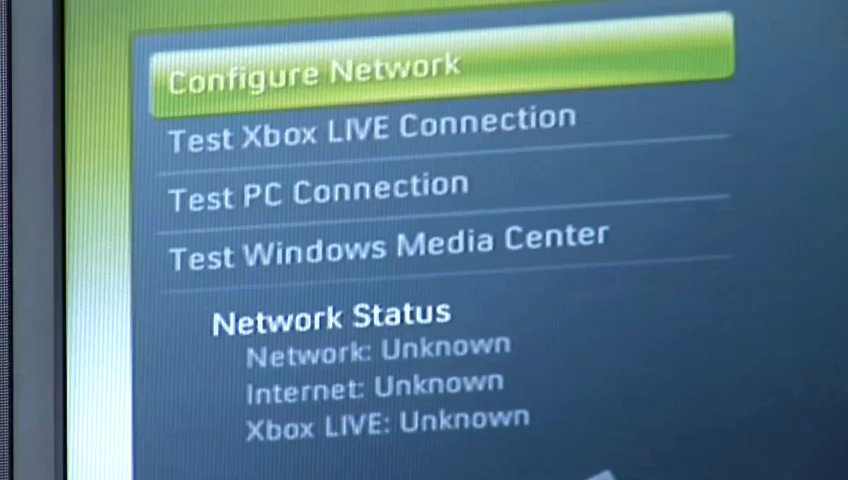 Configure Network
Test Xbox LIVE Connection
Test PC Connection
Test Windows Media Center
Network Status
Network: Unknown
Internet: Unknown
Xbox LIVE: Unknown